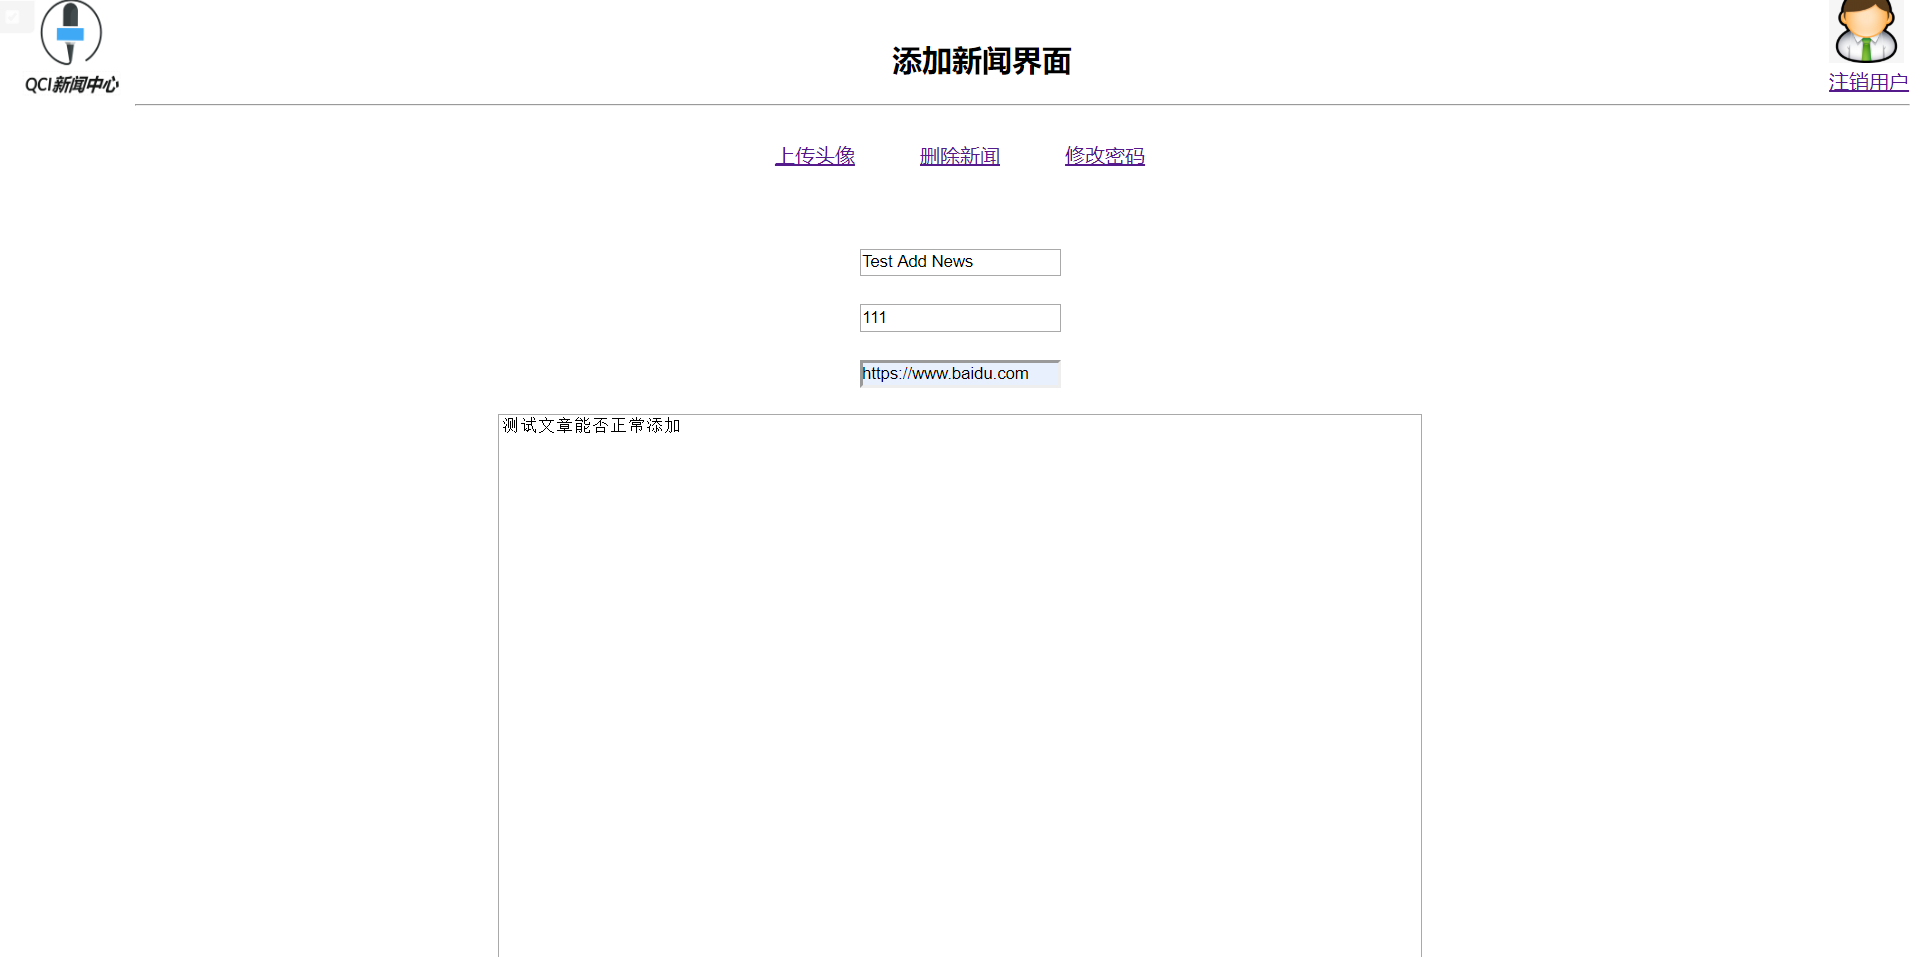 QCI新闻中心
添加新闻界面
注销用户
上传头像 删除新闻 修改密码
Test Add News
111
https://www.baidu.com
测试文章能否正常添加